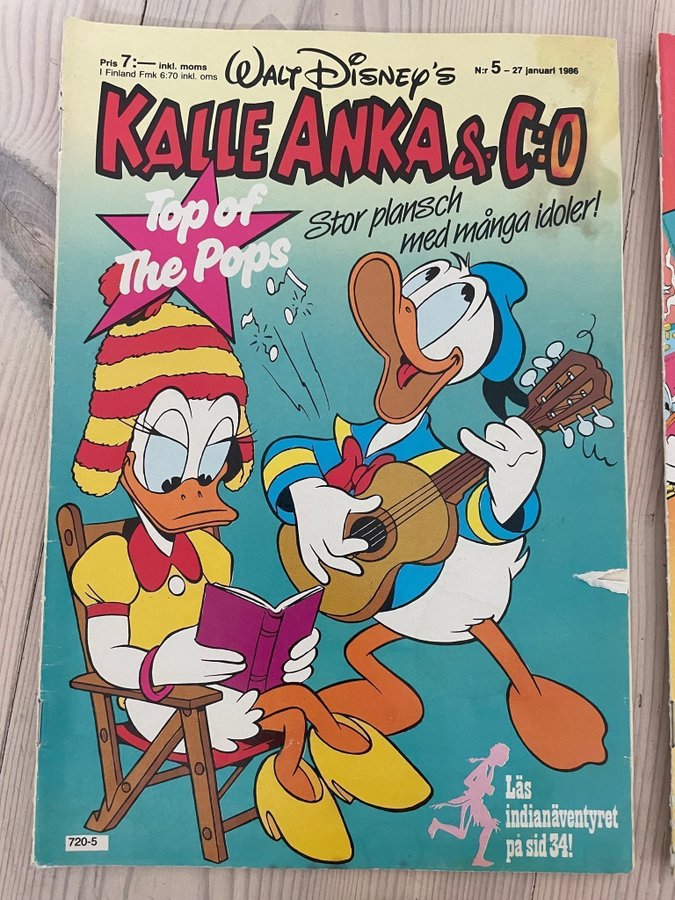 Pris 7:— inkl. moms
I Finland Fmk 6:70 inkl. oms
WALT DISNEY'S
N:r 5 – 27 januari 1986
KALLE ANKA & C:O
Top of
The Pops
Stor plansch
med många idoler!
Läs
indianäventyret
på sid 34!
720-5